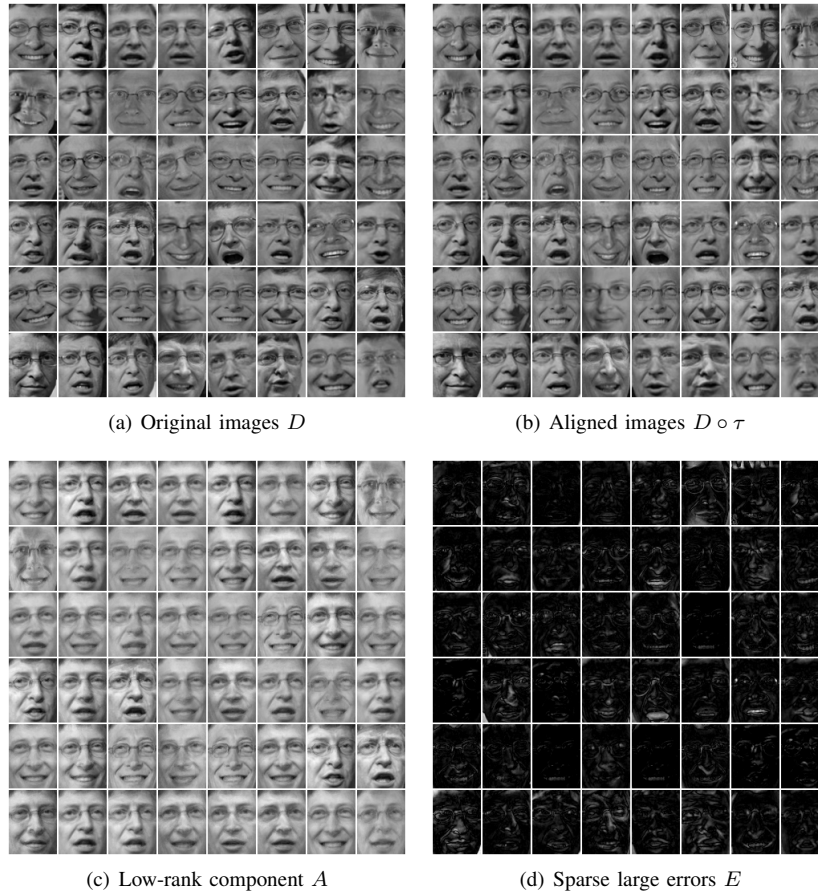 (a) Original images D
(b) Aligned images D ∘ τ
(c) Low-rank component A
(d) Sparse large errors E